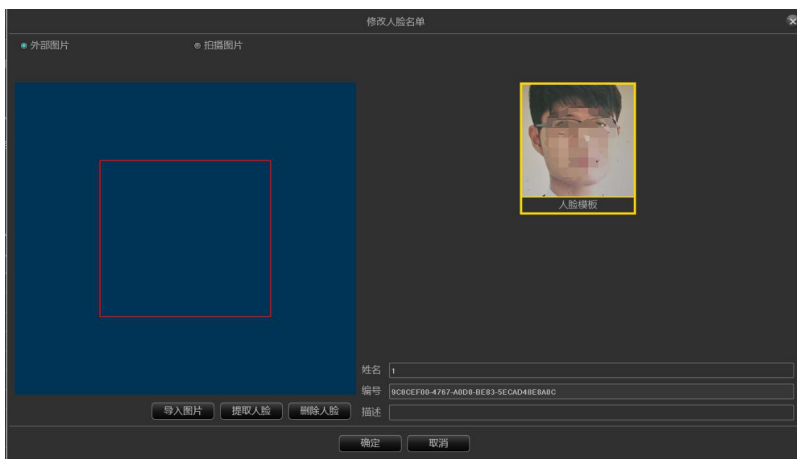 修改人脸名单
外部图片
拍摄图片
人脸模板
姓名 1
编号 9C8CEF00-4767-A0D8-BE83-5ECAD48E8A8C
描述
导入图片 提取人脸 删除人脸
确定 取消